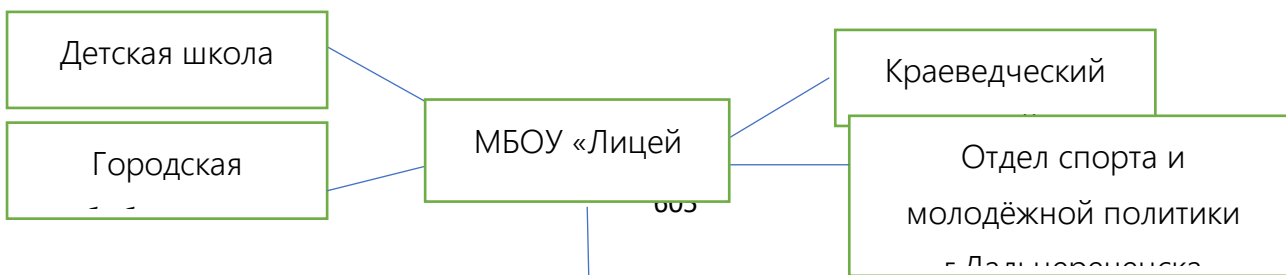 Детская школа
Краеведческий
МБОУ «Лицей
Городская
Отдел спорта и
молодёжной политики